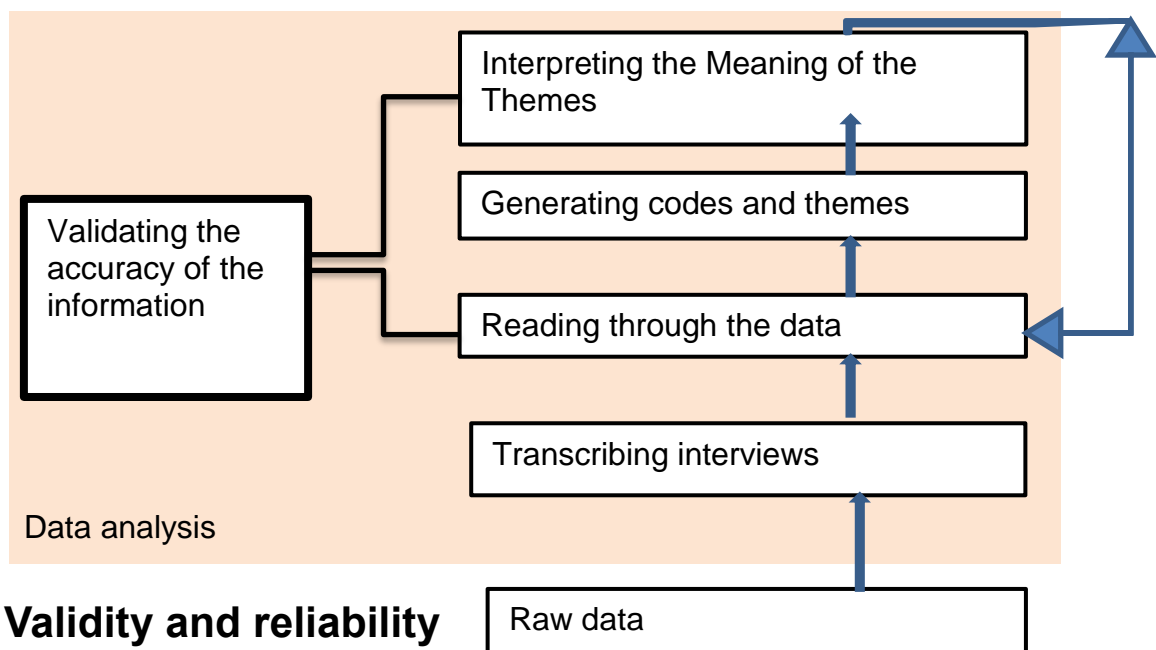 Interpreting the Meaning of the
Themes
Generating codes and themes
Validating the
accuracy of the
information
Reading through the data
Transcribing interviews
Data analysis
Validity and reliability
Raw data